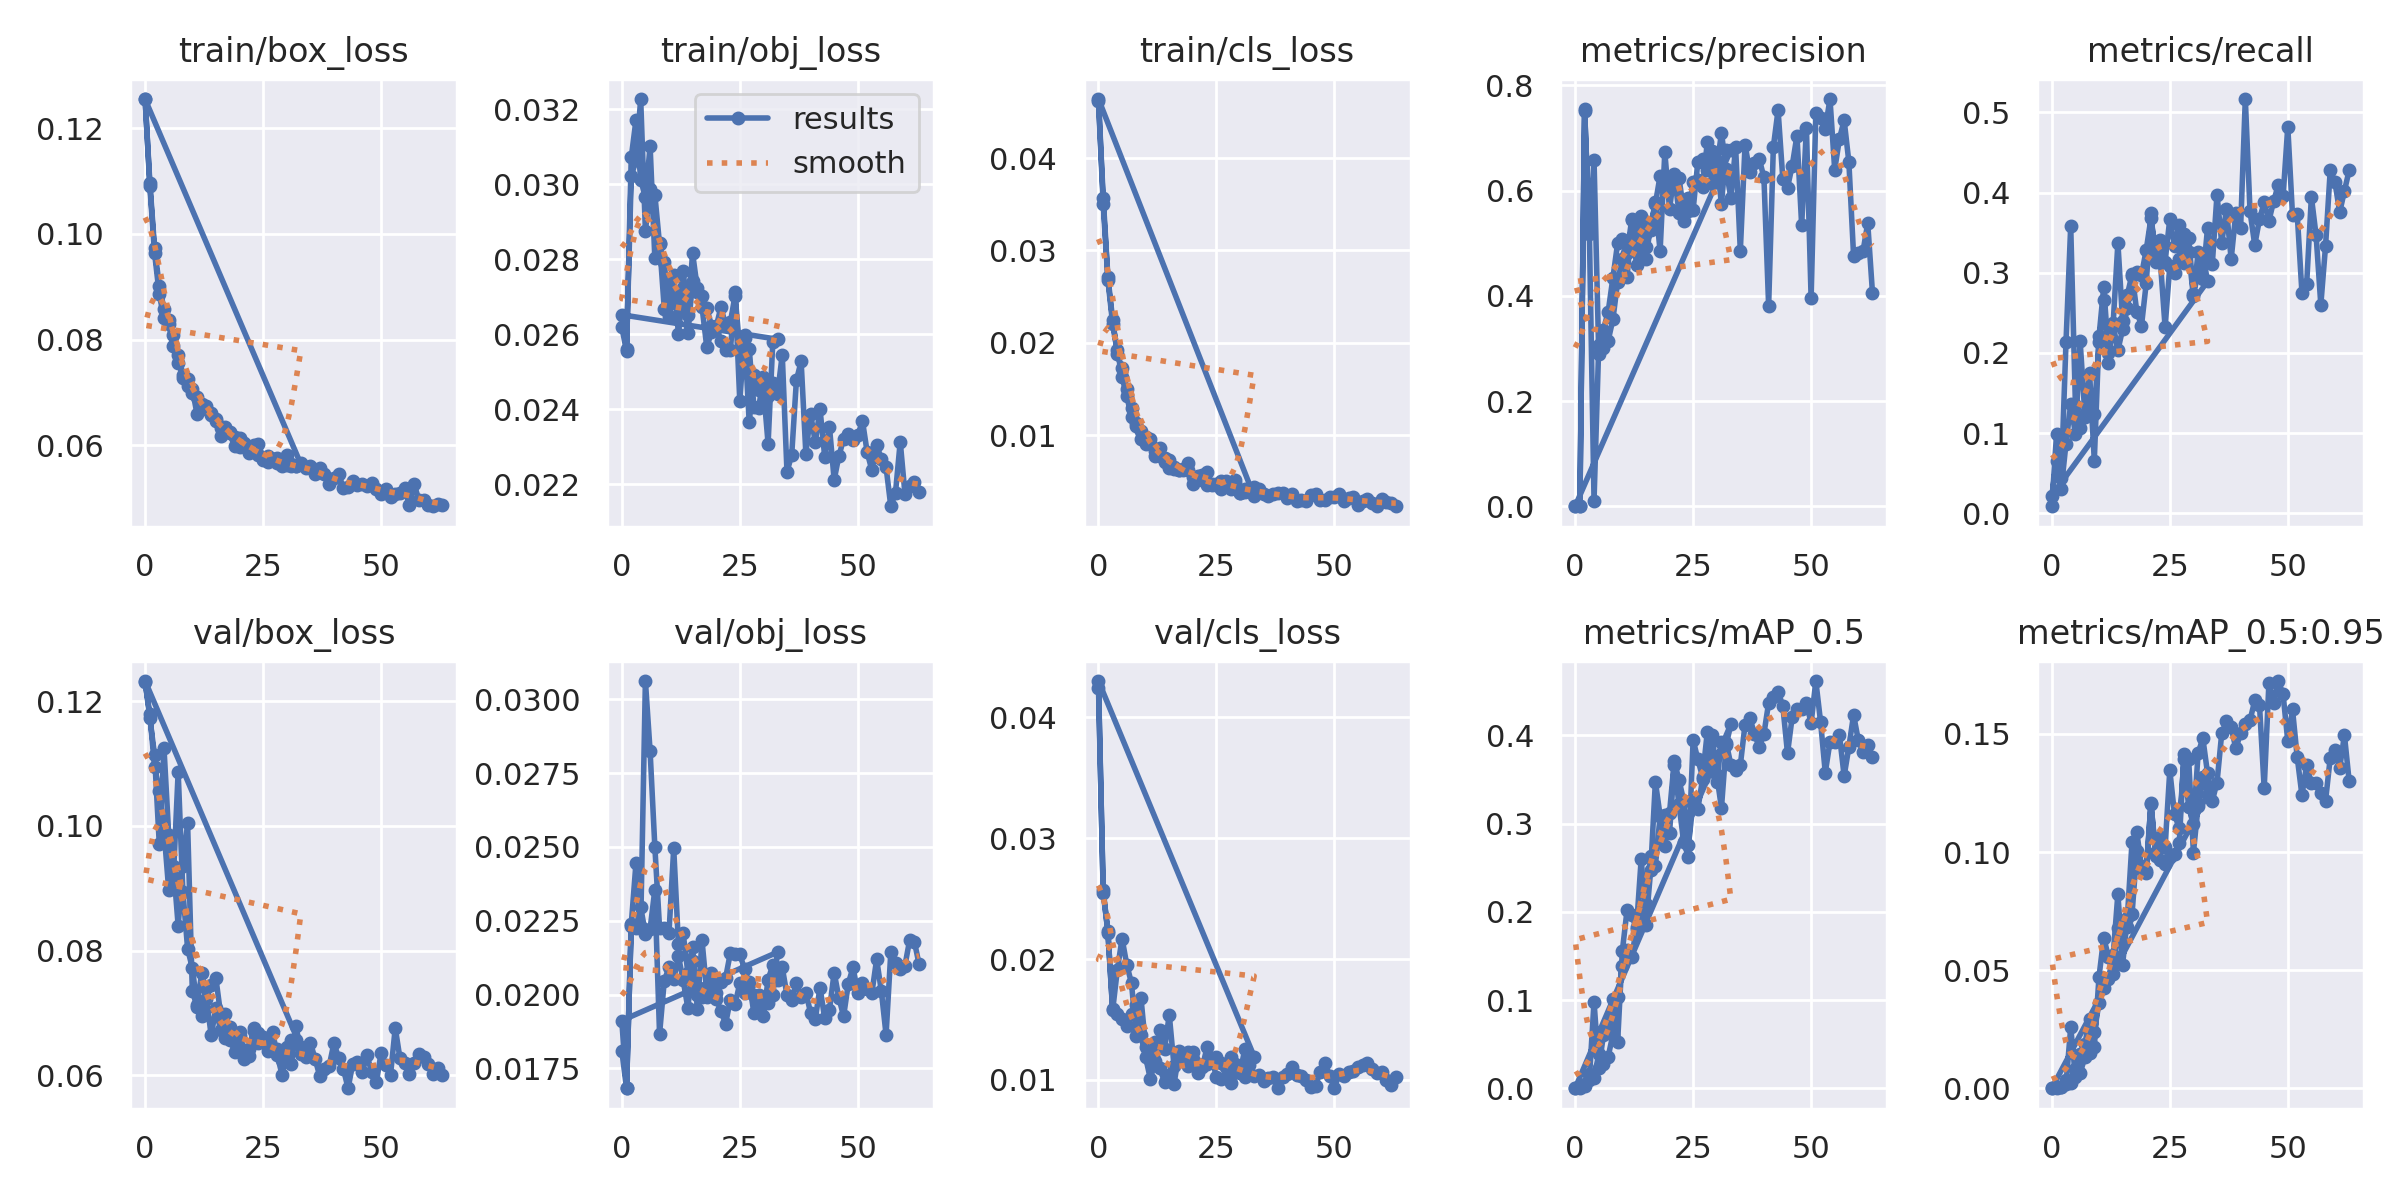 train/box_loss
0.12
0.10
0.08
0.06
0 25 50
train/obj_loss
0.032
0.030
0.028
0.026
0.024
0.022
results
smooth
0 25 50
train/cls_loss
0.04
0.03
0.02
0.01
0 25 50
metrics/precision
0.8
0.6
0.4
0.2
0.0
0 25 50
metrics/recall
0.5
0.4
0.3
0.2
0.1
0.0
0 25 50
val/box_loss
0.12
0.10
0.08
0.06
0 25 50
val/obj_loss
0.0300
0.0275
0.0250
0.0225
0.0200
0.0175
0 25 50
val/cls_loss
0.04
0.03
0.02
0.01
0 25 50
metrics/mAP_0.5
0.4
0.3
0.2
0.1
0.0
0 25 50
metrics/mAP_0.5:0.95
0.15
0.10
0.05
0.00
0 25 50